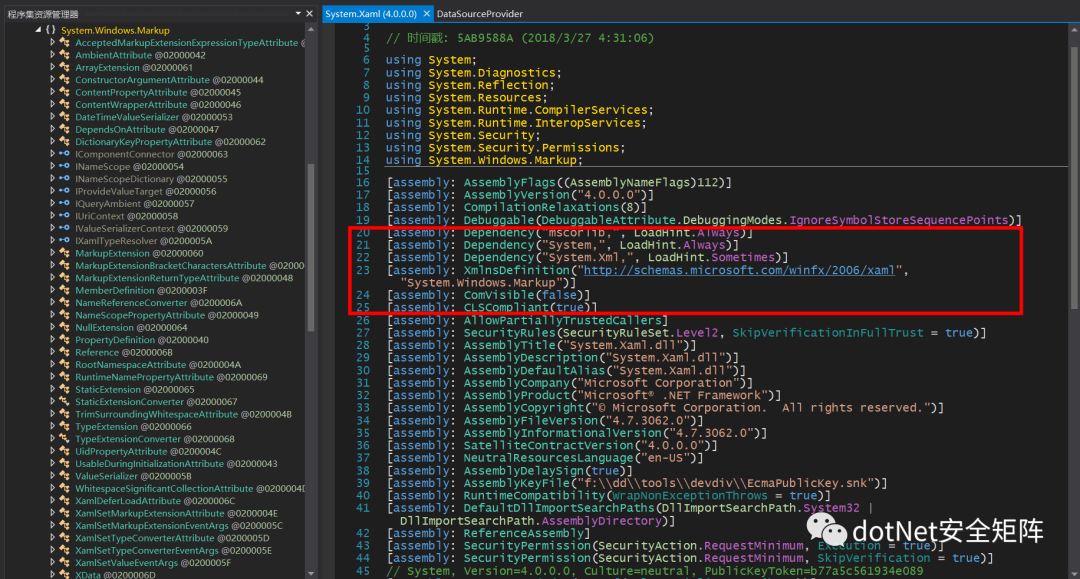 程序集资源管理器
System.Windows.Markup
AcceptedMarkupExtensionExpressionTypeAttribute @
AmbientAttribute @02000042
ArrayExtension @02000061
ConstructorArgumentAttribute @02000044
ContentPropertyAttribute @02000045
ContentWrapperAttribute @02000046
DateTimeValueSerializer @02000053
DependsOnAttribute @02000047
DictionaryKeyPropertyAttribute @02000062
IComponentConnector @02000063
INameScope @02000054
INameScopeDictionary @02000055
IProvideValueTarget @02000056
IQueryAmbient @02000057
IUriContext @02000058
IValueSerializerContext @02000059
IXamlTypeResolver @0200005A
MarkupExtension @02000060
MarkupExtensionBracketCharactersAttribute @02000
MarkupExtensionReturnTypeAttribute @02000048
MemberDefinition @0200003F
NameReferenceConverter @0200006A
NameScopePropertyAttribute @02000049
NullExtension @02000064
PropertyDefinition @02000040
Reference @0200006B
RootNamespaceAttribute @0200004A
RuntimeNamePropertyAttribute @02000069
StaticExtension @02000065
StaticExtensionConverter @02000067
TrimSurroundingWhitespaceAttribute @0200004B
TypeExtension @02000066
TypeExtensionConverter @02000068
UidPropertyAttribute @0200004C
UsableDuringInitializationAttribute @02000043
ValueSerializer @0200005B
WhitespaceSignificantCollectionAttribute @0200004D
XamlDeferLoadAttribute @0200006C
XamlSetMarkupExtensionAttribute @0200004E
XamlSetMarkupExtensionEventArgs @0200005C
XamlSetTypeConverterAttribute @0200005D
XamlSetTypeConverterEventArgs @0200005E
XamlSetValueEventArgs @0200005F
XData @0200006D
System.Xaml (4.0.0.0) DataSourceProvider
3
4 // 时间戳: 5AB9588A (2018/3/27 4:31:06)
5
6 using System;
7 using System.Diagnostics;
8 using System.Reflection;
9 using System.Resources;
10 using System.Runtime.CompilerServices;
11 using System.Runtime.InteropServices;
12 using System.Security;
13 using System.Security.Permissions;
14 using System.Windows.Markup;
15
16 [assembly: AssemblyFlags((AssemblyNameFlags)112)]
17 [assembly: AssemblyVersion("4.0.0.0")]
18 [assembly: CompilationRelaxations(8)]
19 [assembly: Debuggable(DebuggableAttribute.DebuggingModes.IgnoreSymbolStoreSequencePoints)]
20 [assembly: Dependency("mscorlib,", LoadHint.Always)]
21 [assembly: Dependency("System,", LoadHint.Always)]
22 [assembly: Dependency("System.Xml,", LoadHint.Sometimes)]
23 [assembly: XmlnsDefinition("http://schemas.microsoft.com/winfx/2006/xaml",
"System.Windows.Markup")]
24 [assembly: ComVisible(false)]
25 [assembly: CLSCompliant(true)]
26 [assembly: AllowPartiallyTrustedCallers]
27 [assembly: SecurityRules(SecurityRuleSet.Level2, SkipVerificationInFullTrust = true)]
28 [assembly: AssemblyTitle("System.Xaml.dll")]
29 [assembly: AssemblyDescription("System.Xaml.dll")]
30 [assembly: AssemblyDefaultAlias("System.Xaml.dll")]
31 [assembly: AssemblyCompany("Microsoft Corporation")]
32 [assembly: AssemblyProduct("Microsoft® .NET Framework")]
33 [assembly: AssemblyCopyright("© Microsoft Corporation.  All rights reserved.")]
34 [assembly: AssemblyFileVersion("4.7.3062.0")]
35 [assembly: AssemblyInformationalVersion("4.7.3062.0")]
36 [assembly: SatelliteContractVersion("4.0.0.0")]
37 [assembly: NeutralResourcesLanguage("en-US")]
38 [assembly: AssemblyDelaySign(true)]
39 [assembly: AssemblyKeyFile("f:\\dd\\tools\\devdiv\\EcmaPublicKey.snk")]
40 [assembly: RuntimeCompatibility(WrapNonExceptionThrows = true)]
41 [assembly: DefaultDllImportSearchPaths(DllImportSearchPath.System32 |
DllImportSearchPath.AssemblyDirectory)]
42 [assembly: ReferenceAssembly]
43 [assembly: SecurityPermission(SecurityAction.RequestMinimum, Execution = true)]
44 [assembly: SecurityPermission(SecurityAction.RequestMinimum, SkipVerification = true)]
45 // System, Version=4.0.0.0, Culture=neutral, PublicKeyToken=b77a5c561934e089
dotNet安全矩阵